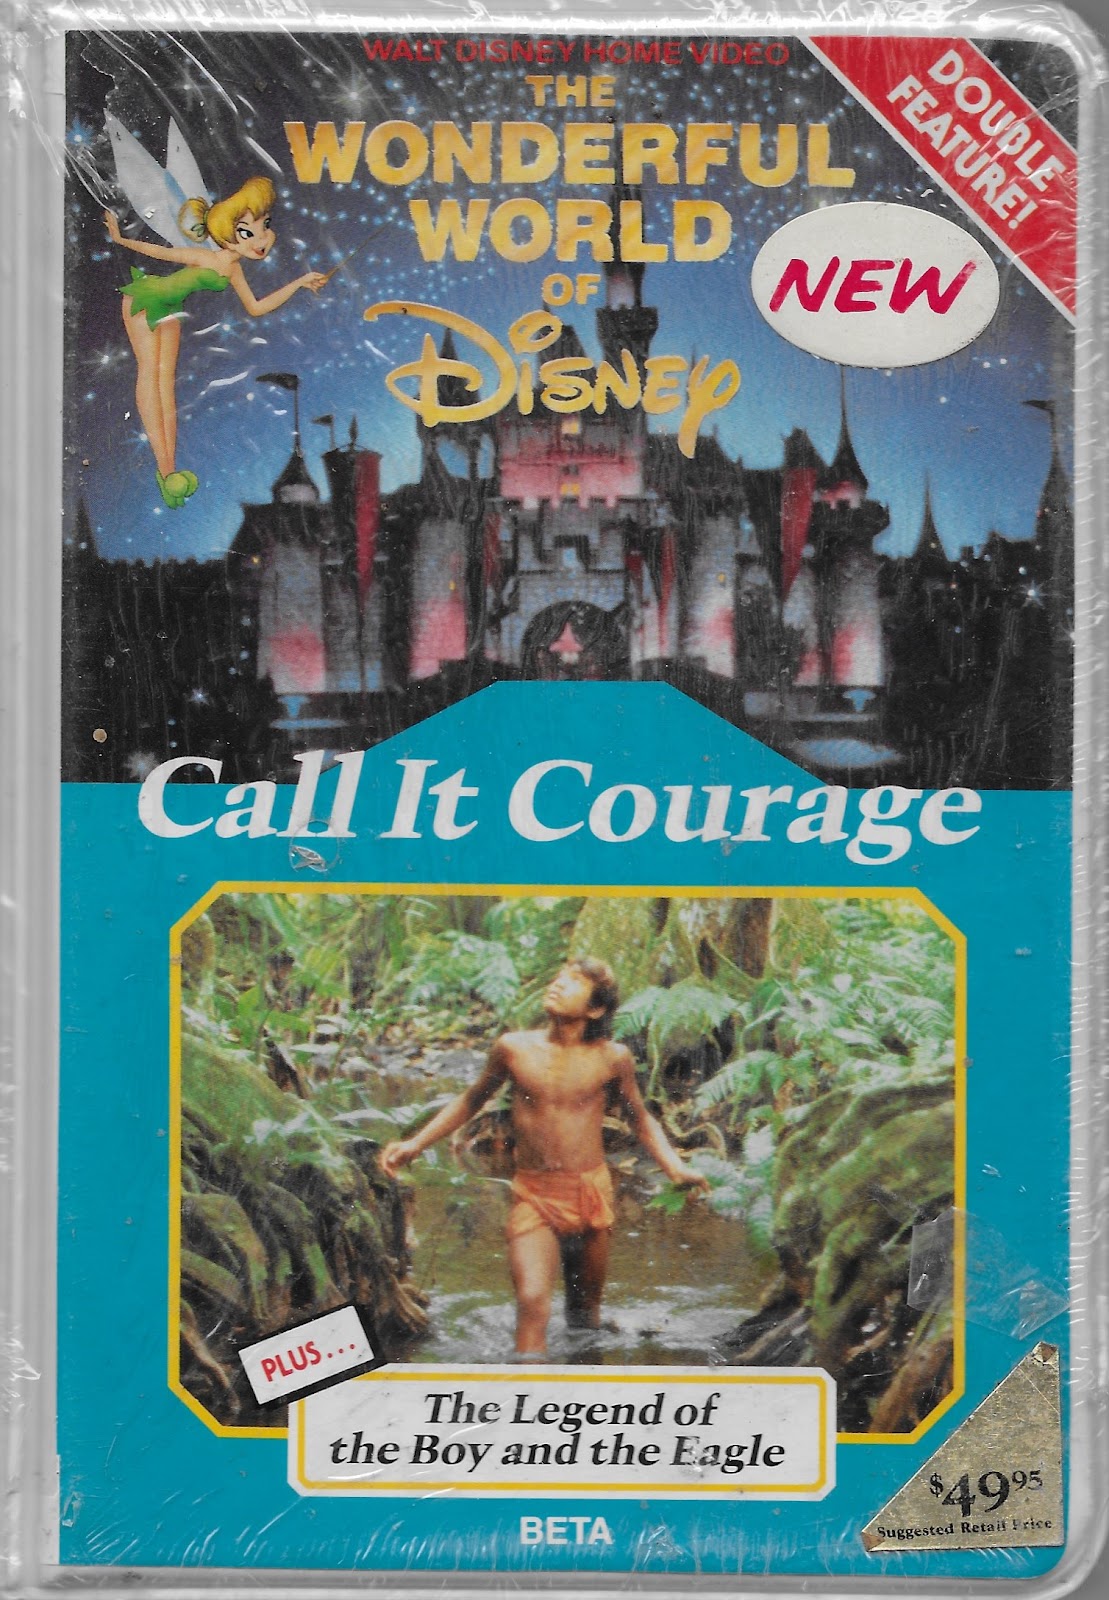 WALT DISNEY HOME VIDEO
THE
WONDERFUL
WORLD
OF
DISNEY
DOUBLE
FEATURE!
NEW
Call It Courage
PLUS...
The Legend of
the Boy and the Eagle
BETA
$49.95
Suggested Retail Price